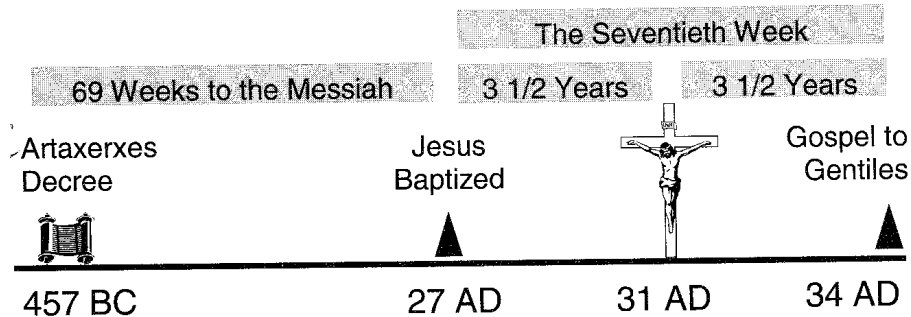 The Seventieth Week
69 Weeks to the Messiah
3 1/2 Years
3 1/2 Years
Artaxerxes
Decree
Jesus
Baptized
Gospel to
Gentiles
457 BC
27 AD
31 AD
34 AD